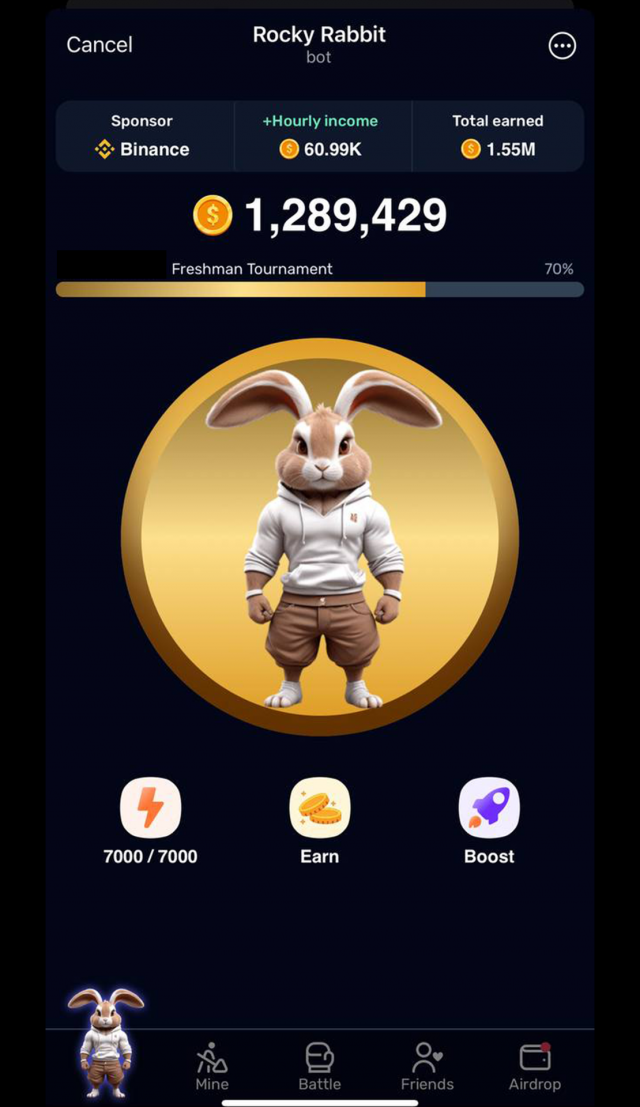 Cancel
Rocky Rabbit
bot
Sponsor
+Hourly income
Total earned
Binance
60.99K
1.55M
1,289,429
Freshman Tournament
70%
7000 / 7000
Earn
Boost
Mine
Battle
Friends
Airdrop